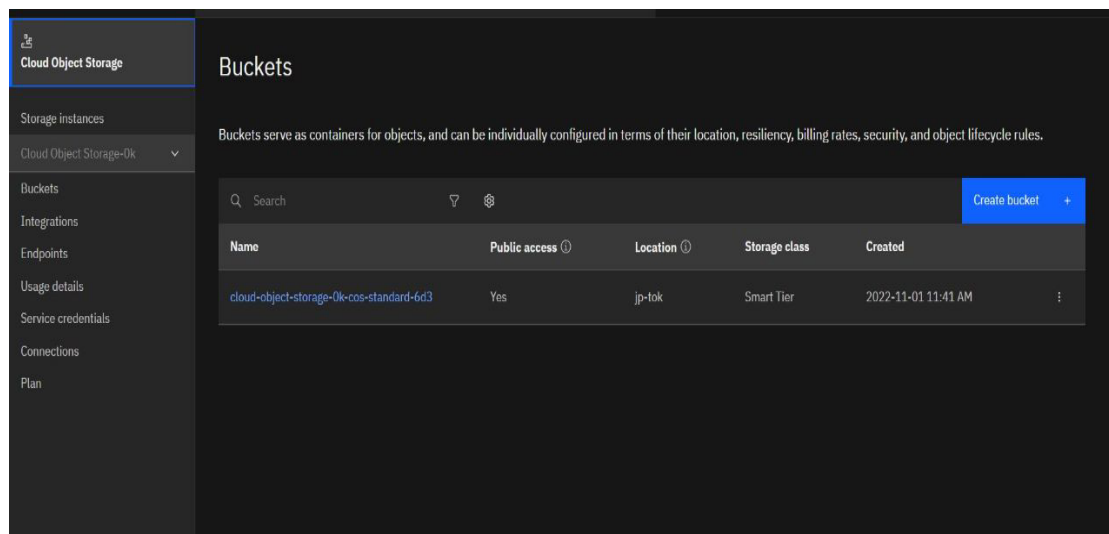 Cloud Object Storage
Storage instances
Cloud Object Storage-0k
Buckets
Integrations
Endpoints
Usage details
Service credentials
Connections
Plan
Buckets
Buckets serve as containers for objects, and can be individually configured in terms of their location, resiliency, billing rates, security, and object lifecycle rules.
Search
Create bucket +
Name Public access Location Storage class Created
cloud-object-storage-0k-cos-standard-6d3 Yes jp-tok Smart Tier 2022-11-01 11:41 AM